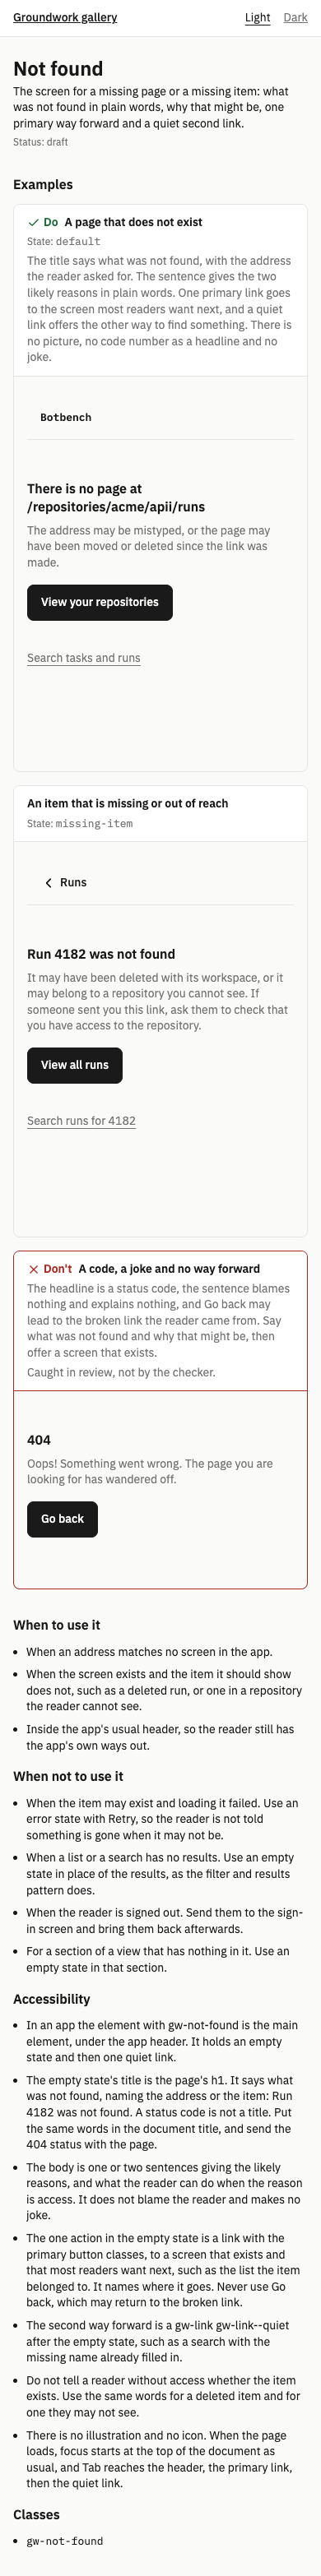 Groundwork gallery
Light Dark
Not found
The screen for a missing page or a missing item: what
was not found in plain words, why that might be, one
primary way forward and a quiet second link.
Status: draft
Examples
Do A page that does not exist
State: default
The title says what was not found, with the address
the reader asked for. The sentence gives the two
likely reasons in plain words. One primary link goes
to the screen most readers want next, and a quiet
link offers the other way to find something. There is
no picture, no code number as a headline and no
joke.
Botbench
There is no page at
/repositories/acme/apii/runs
The address may be mistyped, or the page may
have been moved or deleted since the link was
made.
View your repositories
Search tasks and runs
An item that is missing or out of reach
State: missing-item
Runs
Run 4182 was not found
It may have been deleted with its workspace, or it
may belong to a repository you cannot see. If
someone sent you this link, ask them to check that
you have access to the repository.
View all runs
Search runs for 4182
Don't A code, a joke and no way forward
The headline is a status code, the sentence blames
nothing and explains nothing, and Go back may
lead to the broken link the reader came from. Say
what was not found and why that might be, then
offer a screen that exists.
Caught in review, not by the checker.
404
Oops! Something went wrong. The page you are
looking for has wandered off.
Go back
When to use it
• When an address matches no screen in the app.
• When the screen exists and the item it should show
does not, such as a deleted run, or one in a repository
the reader cannot see.
• Inside the app's usual header, so the reader still has
the app's own ways out.
When not to use it
• When the item may exist and loading it failed. Use an
error state with Retry, so the reader is not told
something is gone when it may not be.
• When a list or a search has no results. Use an empty
state in place of the results, as the filter and results
pattern does.
• When the reader is signed out. Send them to the sign-
in screen and bring them back afterwards.
• For a section of a view that has nothing in it. Use an
empty state in that section.
Accessibility
• In an app the element with gw-not-found is the main
element, under the app header. It holds an empty
state and then one quiet link.
• The empty state's title is the page's h1. It says what
was not found, naming the address or the item: Run
4182 was not found. A status code is not a title. Put
the same words in the document title, and send the
404 status with the page.
• The body is one or two sentences giving the likely
reasons, and what the reader can do when the reason
is access. It does not blame the reader and makes no
joke.
• The one action in the empty state is a link with the
primary button classes, to a screen that exists and
that most readers want next, such as the list the item
belonged to. It names where it goes. Never use Go
back, which may return to the broken link.
• The second way forward is a gw-link gw-link--quiet
after the empty state, such as a search with the
missing name already filled in.
• Do not tell a reader without access whether the item
exists. Use the same words for a deleted item and for
one they may not see.
• There is no illustration and no icon. When the page
loads, focus starts at the top of the document as
usual, and Tab reaches the header, the primary link,
then the quiet link.
Classes
• gw-not-found